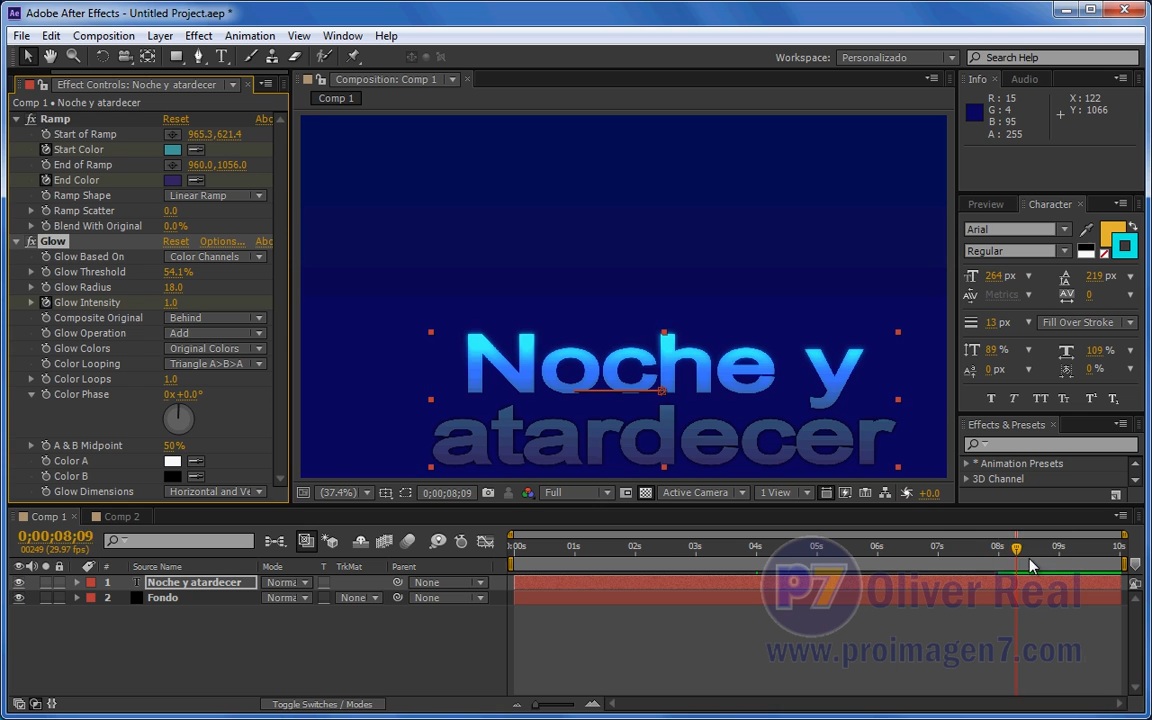 Adobe After Effects - Untitled Project.aep *
File Edit Composition Layer Effect Animation View Window Help
Workspace: Personalizado
Search Help
Effect Controls: Noche y atardecer
Comp 1 • Noche y atardecer
Ramp Reset Abo
Start of Ramp 965.3,621.4
Start Color
End of Ramp 960.0,1056.0
End Color
Ramp Shape Linear Ramp
Ramp Scatter 0.0
Blend With Original 0.0%
Glow Reset Options... Abo
Glow Based On Color Channels
Glow Threshold 54.1%
Glow Radius 18.0
Glow Intensity 1.0
Composite Original Behind
Glow Operation Add
Glow Colors Original Colors
Color Looping Triangle A>B>A
Color Loops 1.0
Color Phase 0x+0.0°
A & B Midpoint 50%
Color A
Color B
Glow Dimensions Horizontal and Ve
Composition: Comp 1
Comp 1
Noche y
atardecer
(37.4%) 0;00;08;09 Full Active Camera 1 View +0.0
Info Audio
R: 15
G: 4
B: 95
A: 255
X: 122
Y: 1066
Preview Character
Arial
Regular
264 px 219 px
Metrics 0
13 px Fill Over Stroke
89 % 109 %
0 px 0 %
T T TT TT T¹ T₁
Effects & Presets
* Animation Presets
3D Channel
Comp 1 Comp 2
0;00;08;09
00249 (29.97 fps)
# Source Name Mode T TrkMat Parent
1 T Noche y atardecer Norma None
2 Fondo Norma None None
Toggle Switches / Modes
:00s 01s 02s 03s 04s 05s 06s 07s 08s 09s 10s
P7 Oliver Real
www.proimagen7.com